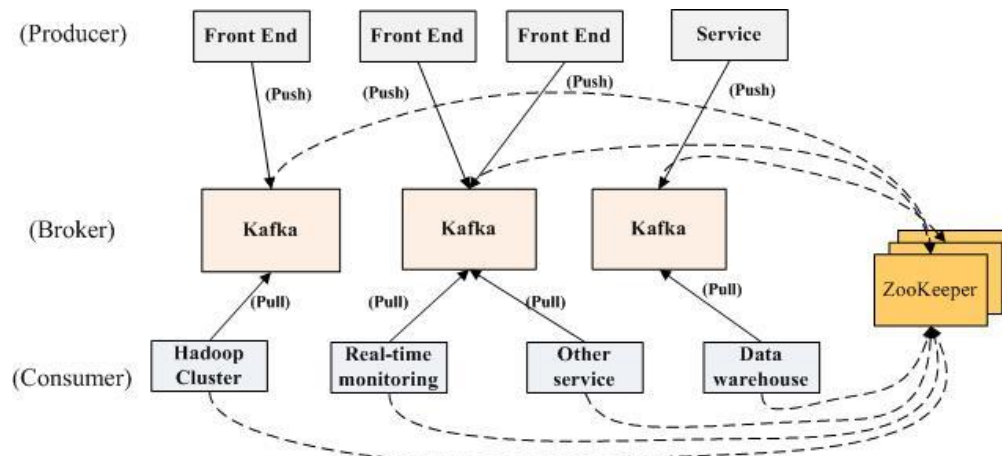 (Producer)
Front End
Front End
Front End
Service
(Push)
(Push)
(Push)
(Push)
(Broker)
Kafka
Kafka
Kafka
ZooKeeper
(Pull)
(Pull)
(Pull)
(Pull)
(Consumer)
Hadoop
Cluster
Real-time
monitoring
Other
service
Data
warehouse